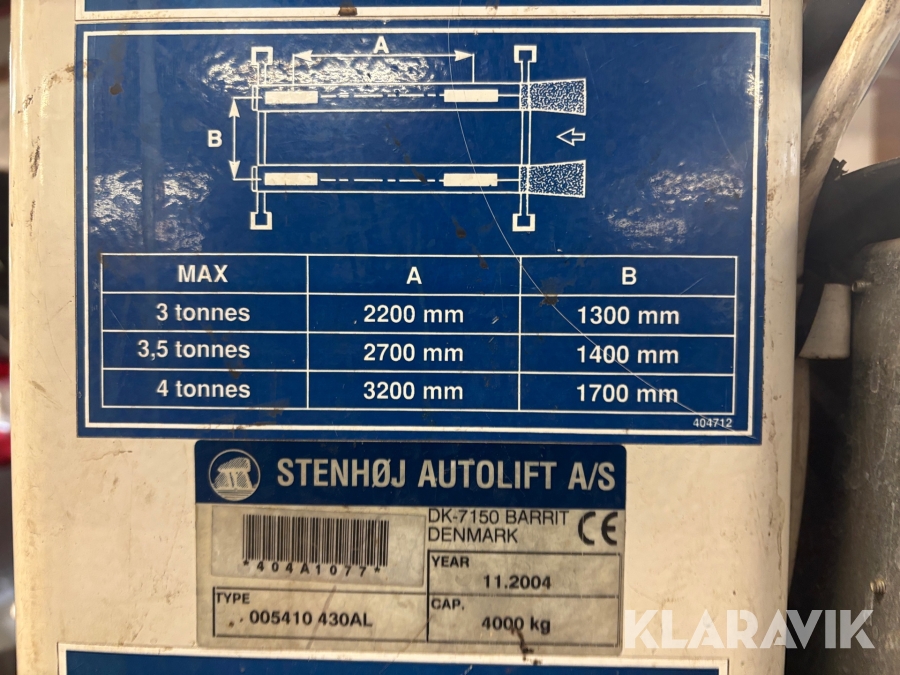 A
B
MAX A B
3 tonnes 2200 mm 1300 mm
3,5 tonnes 2700 mm 1400 mm
4 tonnes 3200 mm 1700 mm
404712
STENHØJ AUTOLIFT A/S
DK-7150 BARRIT
DENMARK
CE
*404A1077*
YEAR
11.2004
TYPE
005410 430AL
CAP.
4000 kg
KLARAVIK